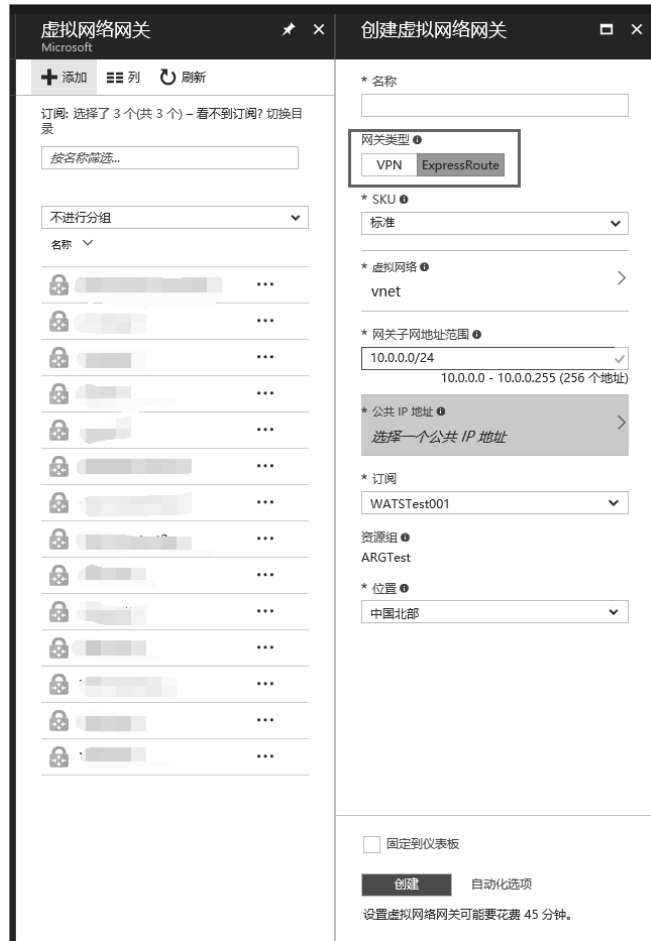 虚拟网络网关
Microsoft
添加 列 刷新
订阅: 选择了 3 个(共 3 个) – 看不到订阅? 切换目
录
按名称筛选...
不进行分组
名称
创建虚拟网络网关
* 名称
网关类型
VPN ExpressRoute
* SKU
标准
* 虚拟网络
vnet
* 网关子网地址范围
10.0.0.0/24
10.0.0.0 - 10.0.0.255 (256 个地址)
* 公共 IP 地址
选择一个公共 IP 地址
* 订阅
WATSTest001
资源组
ARGTest
* 位置
中国北部
固定到仪表板
创建 自动化选项
设置虚拟网络网关可能要花费 45 分钟。